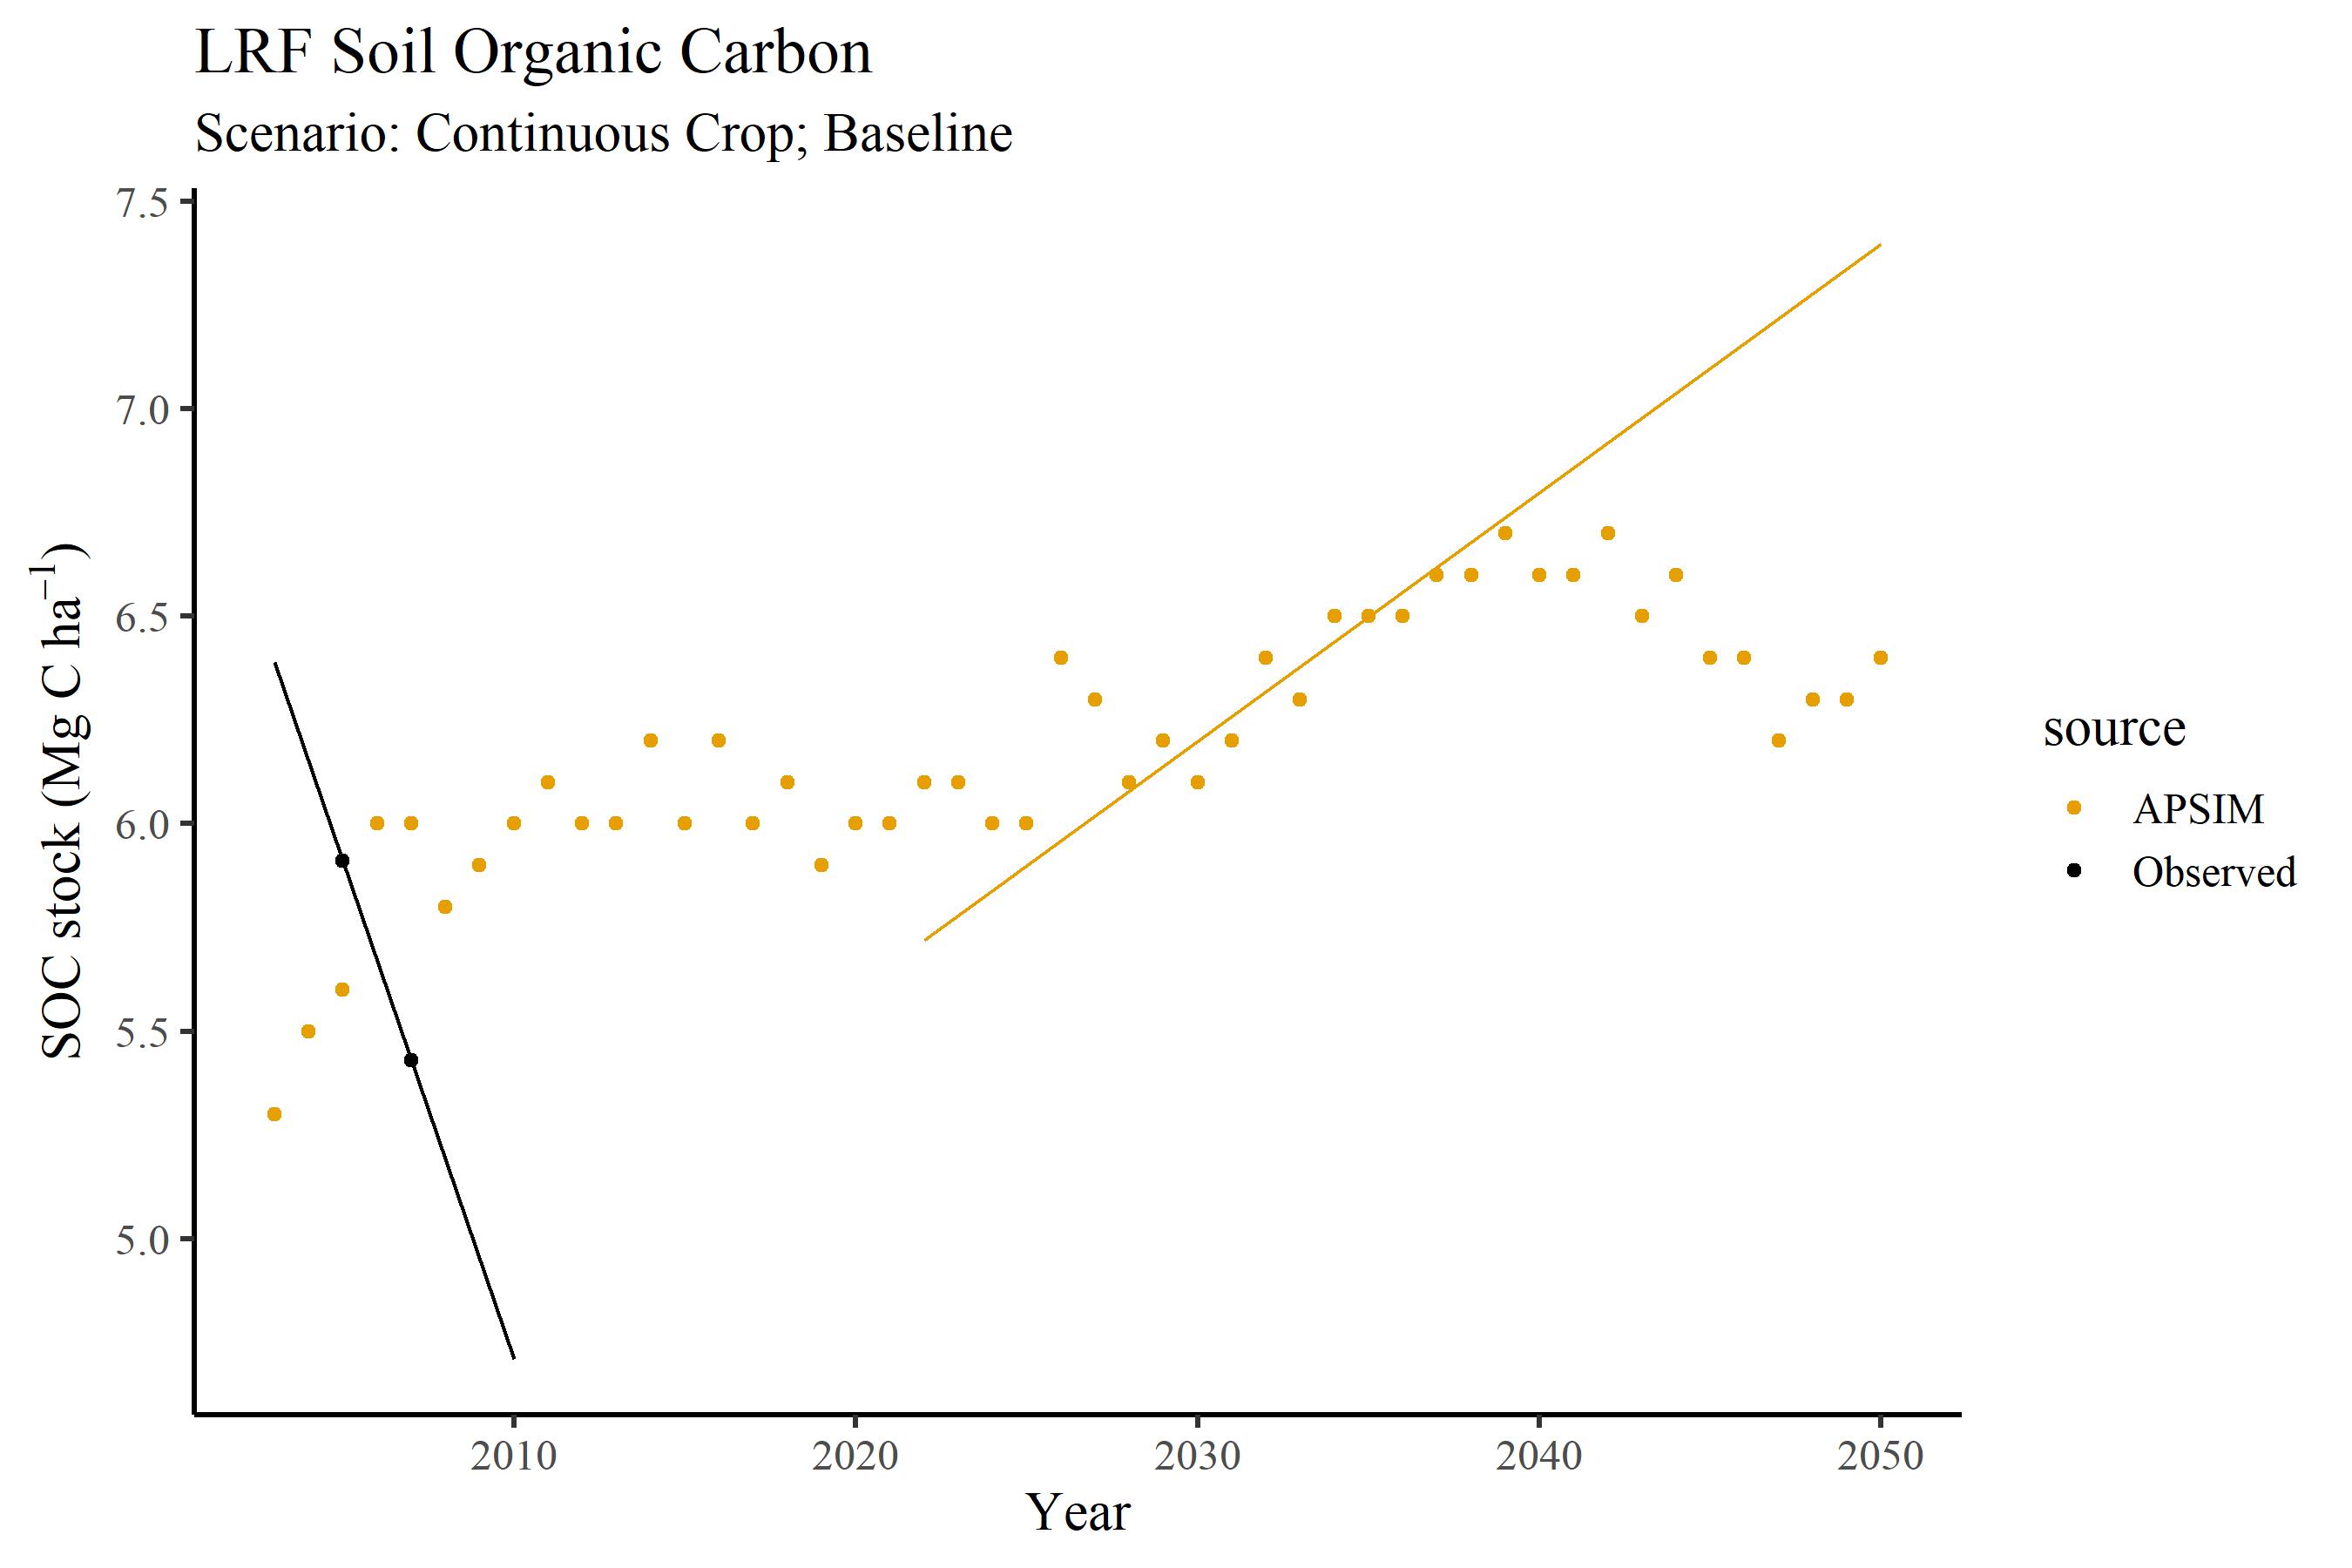 LRF Soil Organic Carbon
Scenario: Continuous Crop; Baseline
SOC stock (Mg C ha⁻¹)
7.5
7.0
6.5
6.0
5.5
5.0
2010 2020 2030 2040 2050
Year
source
APSIM
Observed